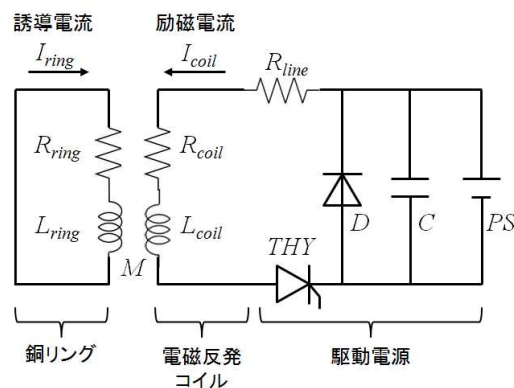 誘導電流
I_ring
励磁電流
I_coil
R_line
R_ring
R_coil
L_ring
L_coil
M
THY
D
C
PS
銅リング
電磁反発
コイル
駆動電源